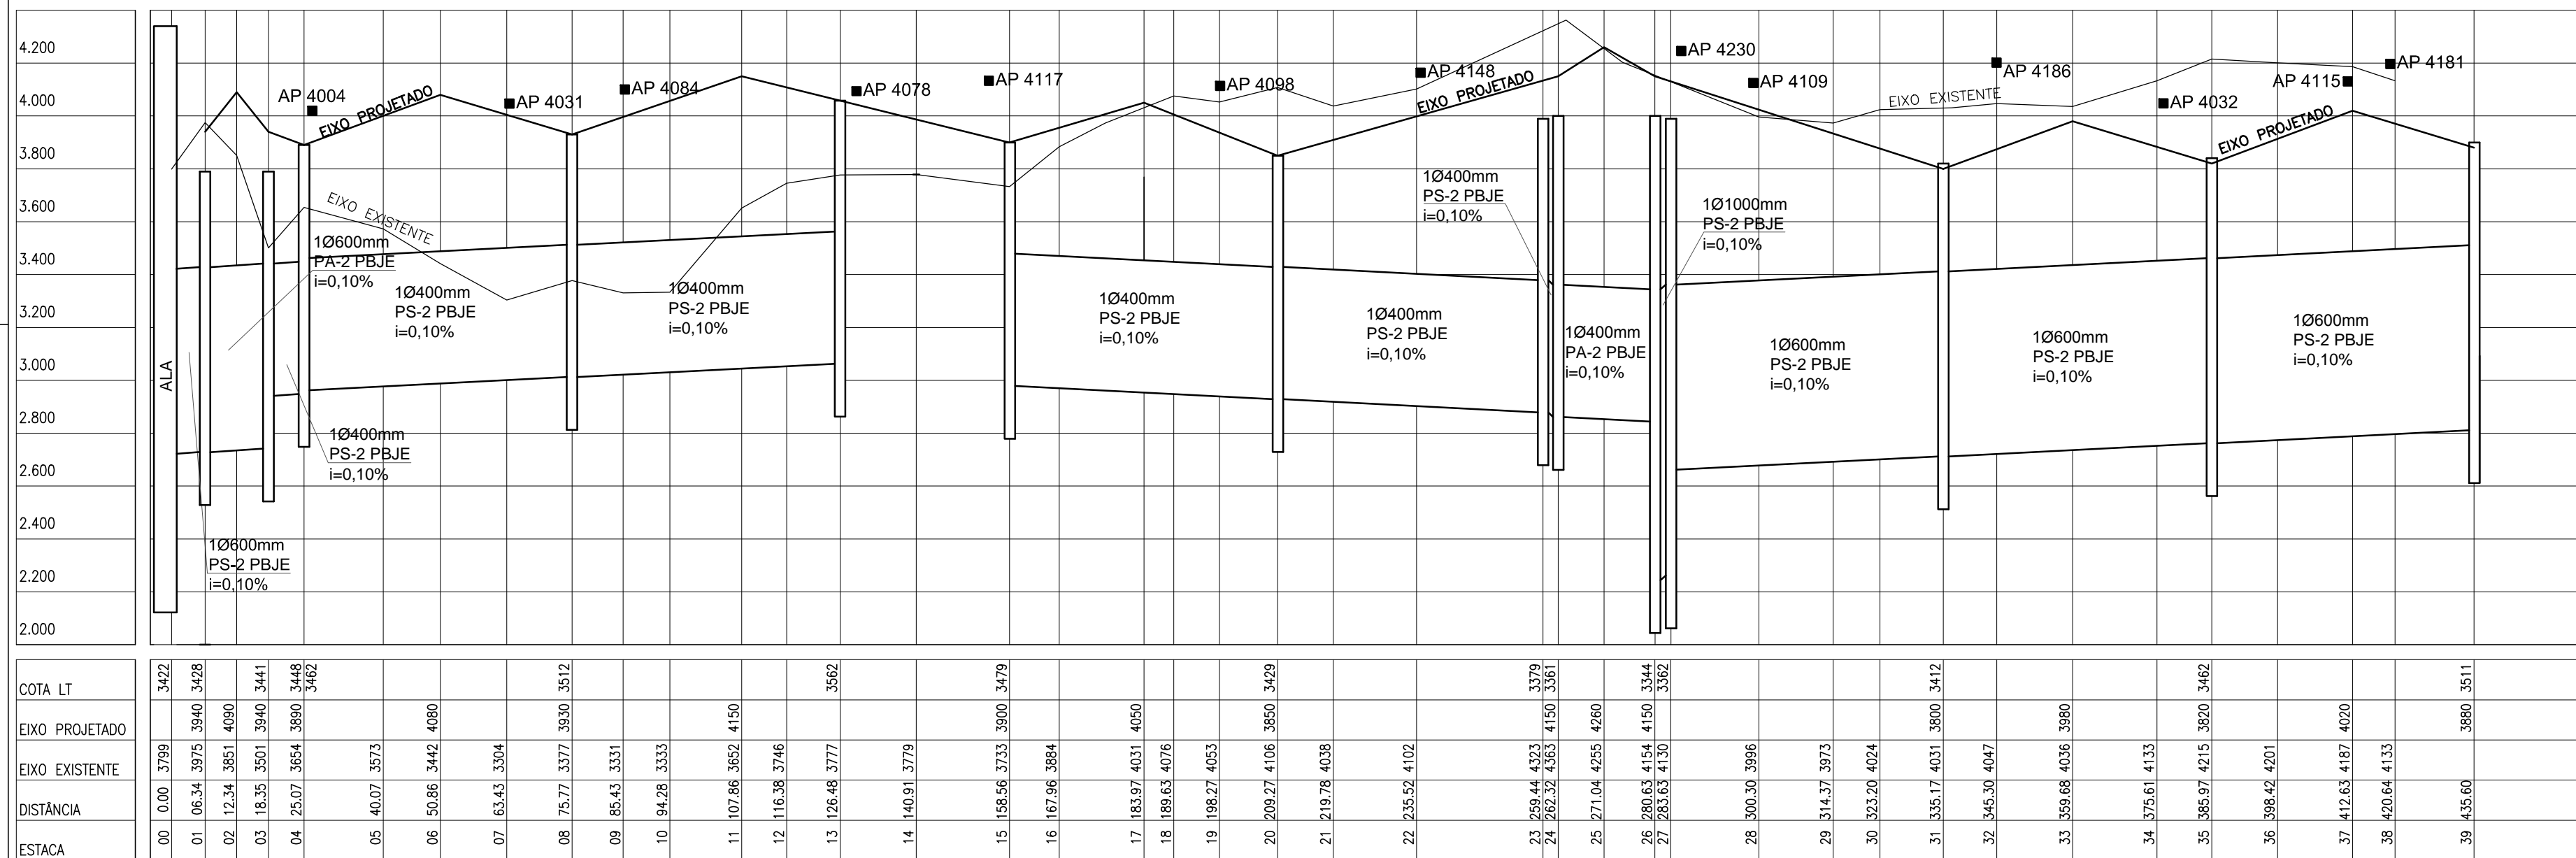 4.200
4.000
3.800
3.600
3.400
3.200
3.000
2.800
2.600
2.400
2.200
2.000
ALA
AP 4004
EIXO PROJETADO
AP 4031
AP 4084
AP 4078
AP 4117
AP 4098
AP 4148
EIXO PROJETADO
AP 4230
AP 4109
EIXO EXISTENTE
AP 4186
AP 4032
AP 4115
AP 4181
EIXO PROJETADO
EIXO EXISTENTE
1Ø600mm
PA-2 PBJE
i=0,10%
1Ø400mm
PS-2 PBJE
i=0,10%
1Ø400mm
PS-2 PBJE
i=0,10%
1Ø400mm
PS-2 PBJE
i=0,10%
1Ø600mm
PS-2 PBJE
i=0,10%
1Ø400mm
PS-2 PBJE
i=0,10%
1Ø400mm
PS-2 PBJE
i=0,10%
1Ø400mm
PS-2 PBJE
i=0,10%
1Ø400mm
PA-2 PBJE
i=0,10%
1Ø1000mm
PS-2 PBJE
i=0,10%
1Ø600mm
PS-2 PBJE
i=0,10%
1Ø600mm
PS-2 PBJE
i=0,10%
1Ø600mm
PS-2 PBJE
i=0,10%
COTA LT 3422 3428 3441 3448 3462 3512 3562 3479 3429 3379 3361 3344 3362 3412 3462 3511
EIXO PROJETADO 3940 4090 3940 3890 4080 3930 4150 3900 4050 3850 4150 4260 4150 3800 3980 3820 4020 3880
EIXO EXISTENTE 3799 3975 3851 3501 3654 3573 3442 3304 3377 3331 3333 3652 3746 3777 3779 3733 3884 4031 4076 4053 4106 4038 4102 4323 4363 4255 4154 4130 3996 3973 4024 4031 4047 4036 4133 4215 4201 4187 4133
DISTÂNCIA 0.00 06.34 12.34 18.35 25.07 40.07 50.86 63.43 75.77 85.43 94.28 107.86 116.38 126.48 140.91 158.56 167.96 183.97 189.63 198.27 209.27 219.78 235.52 259.44 262.32 271.04 280.63 283.63 300.30 314.37 323.20 335.17 345.30 359.68 375.61 385.97 398.42 412.63 420.64 435.60
ESTACA 00 01 02 03 04 05 06 07 08 09 10 11 12 13 14 15 16 17 18 19 20 21 22 23 24 25 26 27 28 29 30 31 32 33 34 35 36 37 38 39